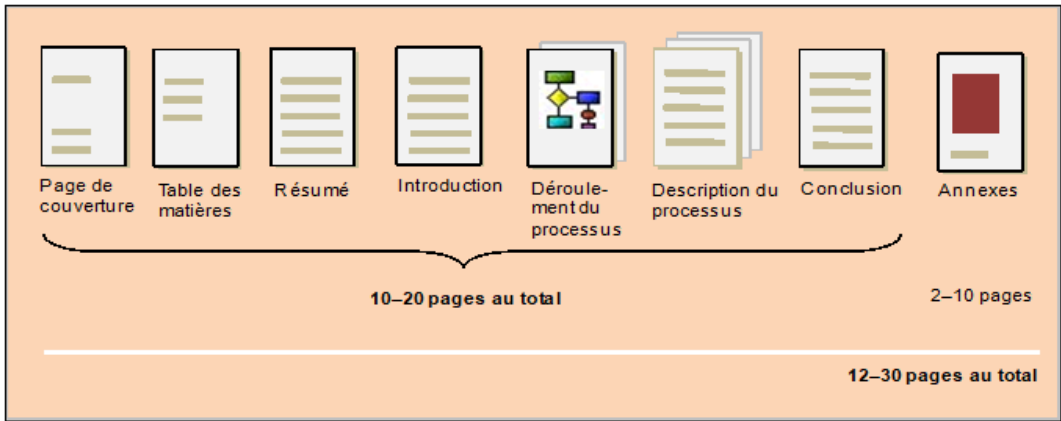 Page de
couverture
Table des
matières
Résumé
Introduction
Déroule-
ment du
processus
Description du
processus
Conclusion
Annexes
10–20 pages au total
2–10 pages
12–30 pages au total